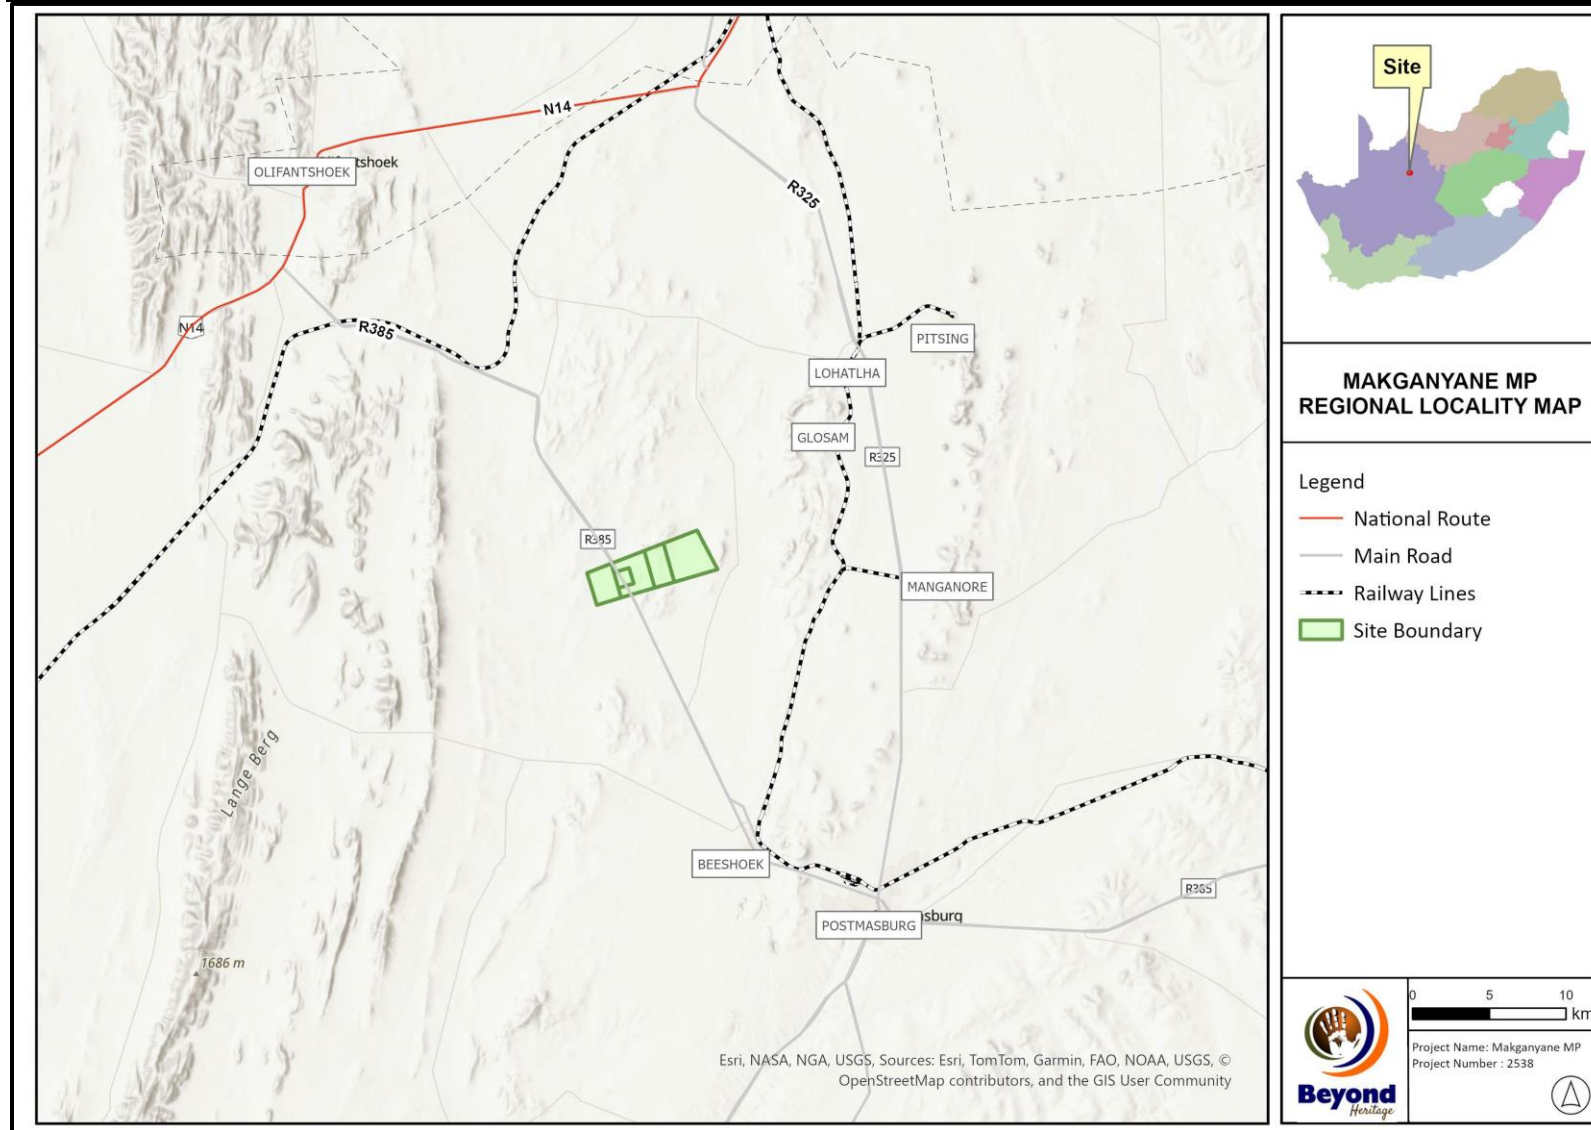 N14
OLIFANTSHOEK
tshoek
R325
N14
R385
PITSING
LOHATLHA
GLOSAM
R325
R385
MANGANORE
Lange Berg
BEESHOEK
R385
POSTMASBURG
sburg
1686 m
Esri, NASA, NGA, USGS, Sources: Esri, TomTom, Garmin, FAO, NOAA, USGS, ©
OpenStreetMap contributors, and the GIS User Community
Site
MAKGANYANE MP
REGIONAL LOCALITY MAP
Legend
National Route
Main Road
Railway Lines
Site Boundary
0 5 10
km
Project Name: Makganyane MP
Project Number : 2538
Beyond
Heritage